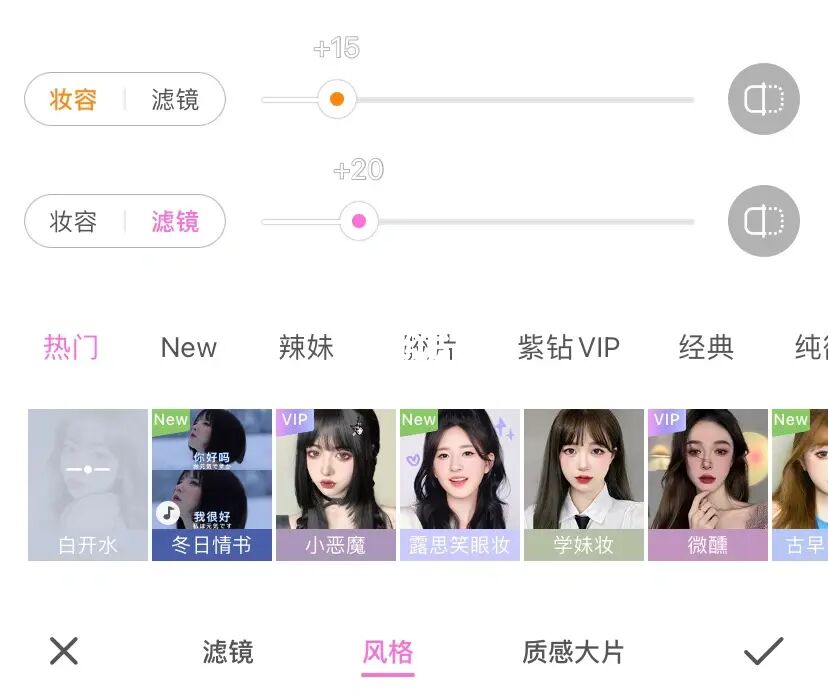 +15
妆容 滤镜
+20
妆容 滤镜
热门 New 辣妹 紫钻VIP 经典
New VIP New VIP New
你好吗
我很好
白开水 冬日情书 小恶魔 露思笑眼妆 学妹妆 微醺 古早
滤镜 风格 质感大片